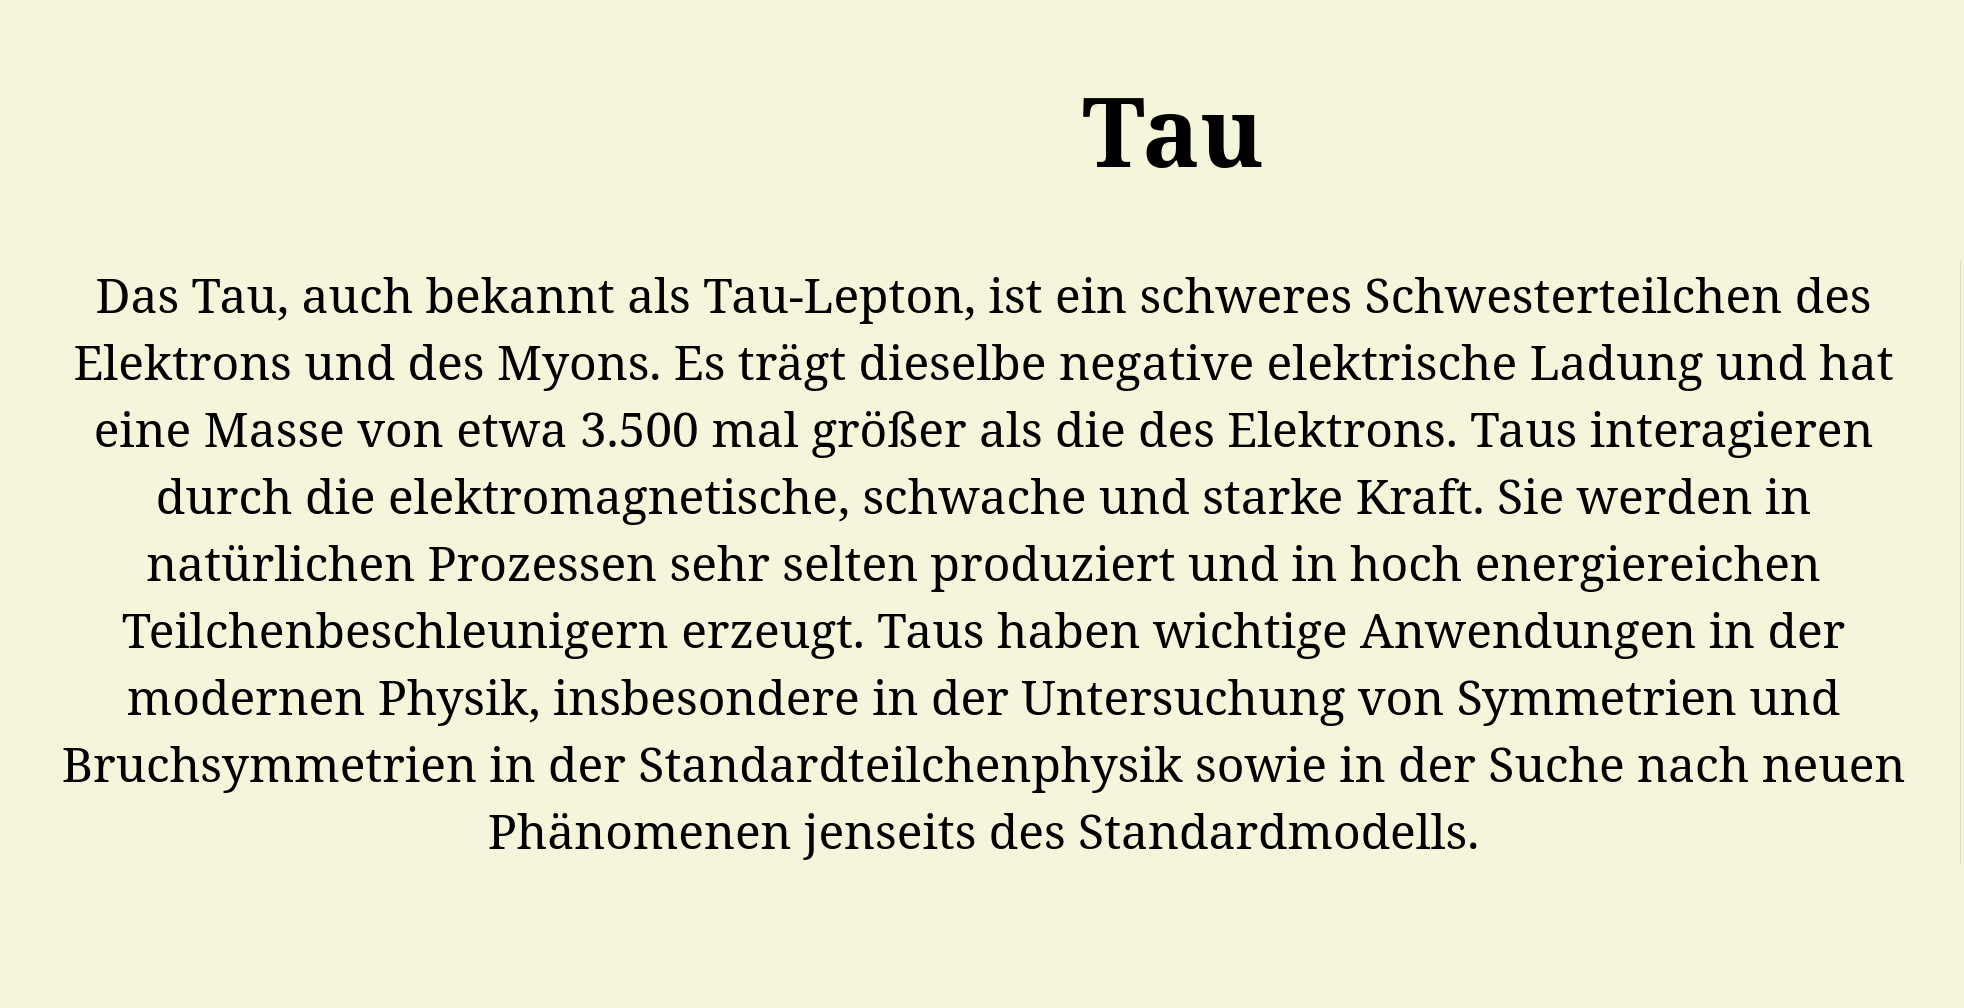 Tau
Das Tau, auch bekannt als Tau-Lepton, ist ein schweres Schwesterteilchen des
Elektrons und des Myons. Es trägt dieselbe negative elektrische Ladung und hat
eine Masse von etwa 3.500 mal größer als die des Elektrons. Taus interagieren
durch die elektromagnetische, schwache und starke Kraft. Sie werden in
natürlichen Prozessen sehr selten produziert und in hoch energiereichen
Teilchenbeschleunigern erzeugt. Taus haben wichtige Anwendungen in der
modernen Physik, insbesondere in der Untersuchung von Symmetrien und
Bruchsymmetrien in der Standardteilchenphysik sowie in der Suche nach neuen
Phänomenen jenseits des Standardmodells.